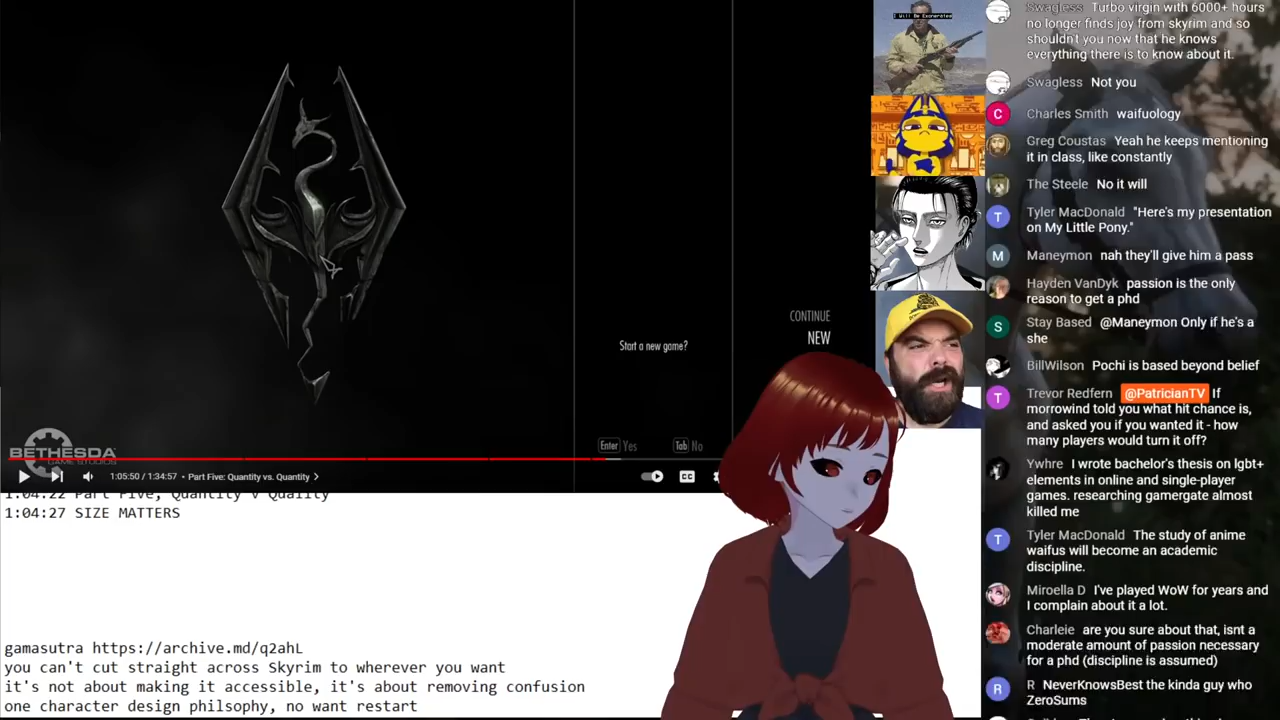 CONTINUE
NEW
Start a new game?
Enter Yes
Tab No
BETHESDA
GAME STUDIOS
1:05:50 / 1:34:57 • Part Five: Quantity vs. Quantity
CC
1:04:22 Part Five, Quantity v Quality
1:04:27 SIZE MATTERS
gamasutra https://archive.md/q2ahL
you can't cut straight across Skyrim to wherever you want
it's not about making it accessible, it's about removing confusion
one character design philsophy, no want restart
I Will Be Exonerated
Swagless Turbo virgin with 6000+ hours
no longer finds joy from skyrim and so
shouldn't you now that he knows
everything there is to know about it.
Swagless Not you
C Charles Smith waifuology
Greg Coustas Yeah he keeps mentioning
it in class, like constantly
The Steele No it will
T Tyler MacDonald "Here's my presentation
on My Little Pony."
M Maneymon nah they'll give him a pass
Hayden VanDyk passion is the only
reason to get a phd
S Stay Based @Maneymon Only if he's a
she
BillWilson Pochi is based beyond belief
T Trevor Redfern @PatricianTV If
morrowind told you what hit chance is,
and asked you if you wanted it - how
many players would turn it off?
Ywhre I wrote bachelor's thesis on lgbt+
elements in online and single-player
games. researching gamergate almost
killed me
T Tyler MacDonald The study of anime
waifus will become an academic
discipline.
Miroella D I've played WoW for years and
I complain about it a lot.
Charleie are you sure about that, isnt a
moderate amount of passion necessary
for a phd (discipline is assumed)
R R NeverKnowsBest the kinda guy who
ZeroSums